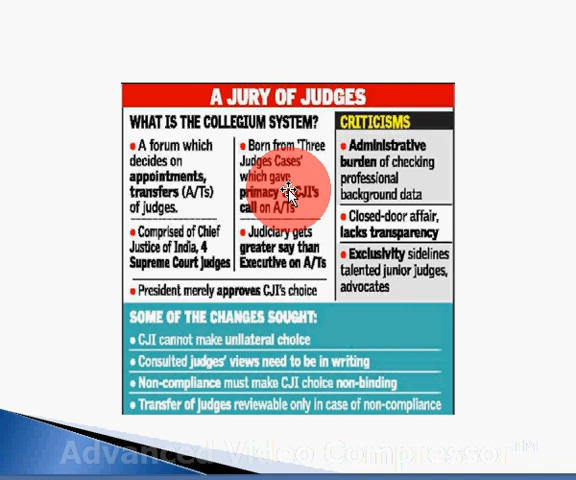 A JURY OF JUDGES
WHAT IS THE COLLEGIUM SYSTEM?
• A forum which
decides on
appointments,
transfers (A/Ts)
of judges.
• Comprised of Chief
Justice of India, 4
Supreme Court judges
• Born from 'Three
Judges Cases'
which gave
primacy CJI's
call on A/Ts
• Judiciary gets
greater say than
Executive on A/Ts
• President merely approves CJI's choice
CRITICISMS
• Administrative
burden of checking
professional
background data
• Closed-door affair,
lacks transparency
• Exclusivity sidelines
talented junior judges,
advocates
SOME OF THE CHANGES SOUGHT:
• CJI cannot make unilateral choice
• Consulted judges' views need to be in writing
• Non-compliance must make CJI choice non-binding
• Transfer of judges reviewable only in case of non-compliance
Advanced Video Compressor™